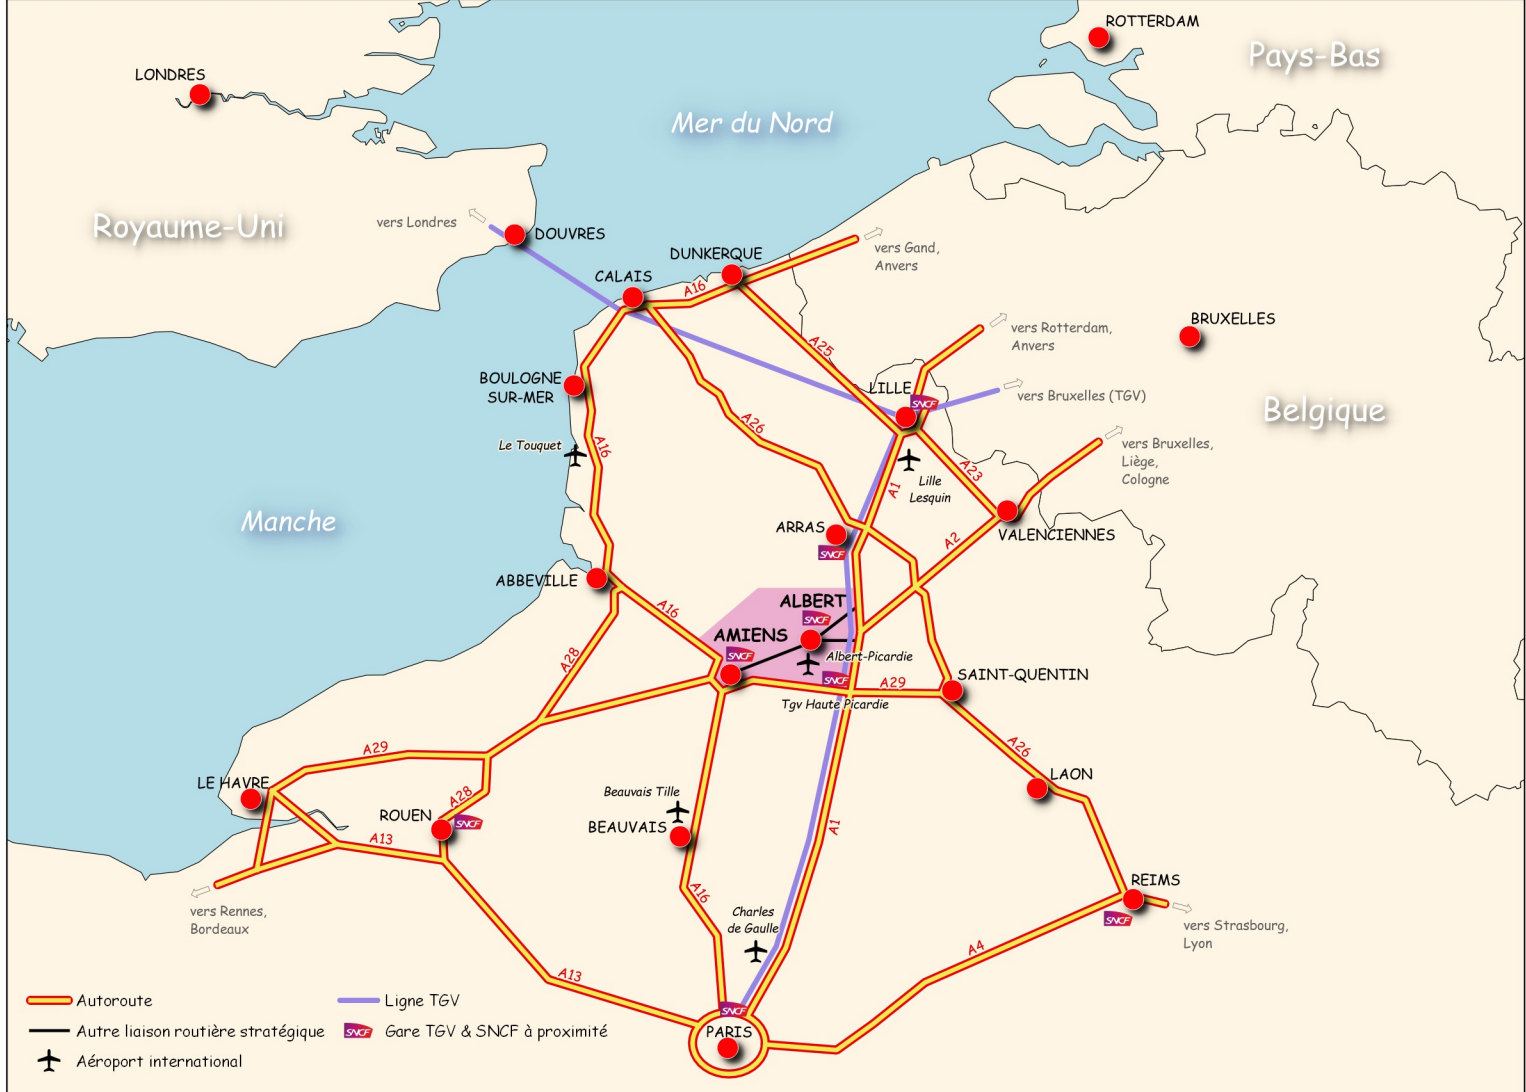 ROTTERDAM
Pays-Bas
LONDRES
Mer du Nord
Royaume-Uni
vers Londres
DOUVRES
DUNKERQUE
vers Gand,
Anvers
CALAIS
A16
BRUXELLES
vers Rotterdam,
Anvers
A25
BOULOGNE
SUR-MER
LILLE
SNCF
vers Bruxelles (TGV)
Belgique
A26
Le Touquet
A16
vers Bruxelles,
Liège,
Cologne
A23
Lille
Lesquin
A1
Manche
ARRAS
SNCF
VALENCIENNES
A2
ABBEVILLE
A16
ALBERT
SNCF
AMIENS
SNCF
Albert-Picardie
A28
SNCF
A29
SAINT-QUENTIN
Tgv Haute Picardie
A29
A26
LE HAVRE
LAON
Beauvais Tille
A28
ROUEN
SNCF
BEAUVAIS
A13
A1
REIMS
SNCF
A16
vers Rennes,
Bordeaux
Charles
de Gaulle
vers Strasbourg,
Lyon
A4
A13
SNCF
PARIS
Autoroute
Ligne TGV
Autre liaison routière stratégique
SNCF
Gare TGV & SNCF à proximité
Aéroport international